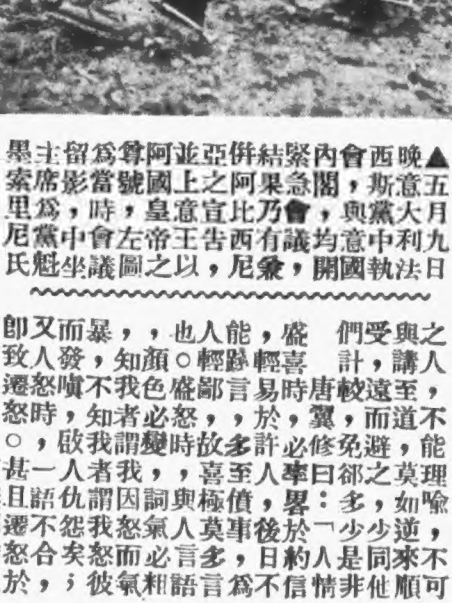 ▲五月九日
晚意大利法
西斯黨中執
會,與意國
內閣,均開
緊急會議,
結果乃有兼
併阿比西尼
亞之宣告,
並上意王以
阿國皇帝之
尊號,左圖
爲當時會議
留影,中坐
主席爲黨魁
墨索里尼氏
之人,不能理喩,不可
與講至道,莫如逆來順
受,遠而避之,少同他
們計較,免郤多少是非
唐翼修曰:「人情
盛喜時,必率畧於約信
,輕易,許人,後日不
能躁言於多至償事,爲
人輕鄙,故喜極莫多言
也○盛怒時,與人言語
,顏色必變,詞氣必粗
,知我者謂我因怒而氣
暴,不知我者謂我怒彼
而發嗔,啟人仇怨矣;
又人怒時,一語不合,
卽致遷怒○甚且遷怒於